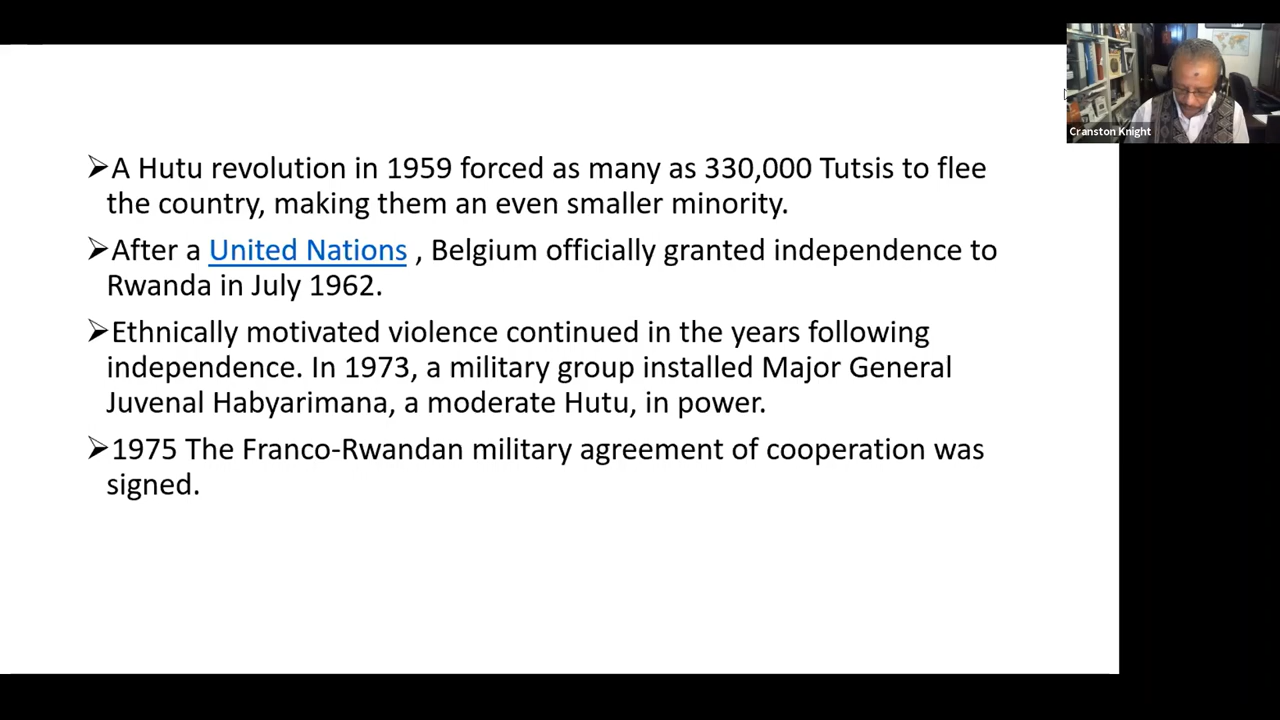 ➢A Hutu revolution in 1959 forced as many as 330,000 Tutsis to flee
the country, making them an even smaller minority.
➢After a United Nations , Belgium officially granted independence to
Rwanda in July 1962.
➢Ethnically motivated violence continued in the years following
independence. In 1973, a military group installed Major General
Juvenal Habyarimana, a moderate Hutu, in power.
➢1975 The Franco-Rwandan military agreement of cooperation was
signed.
Cranston Knight